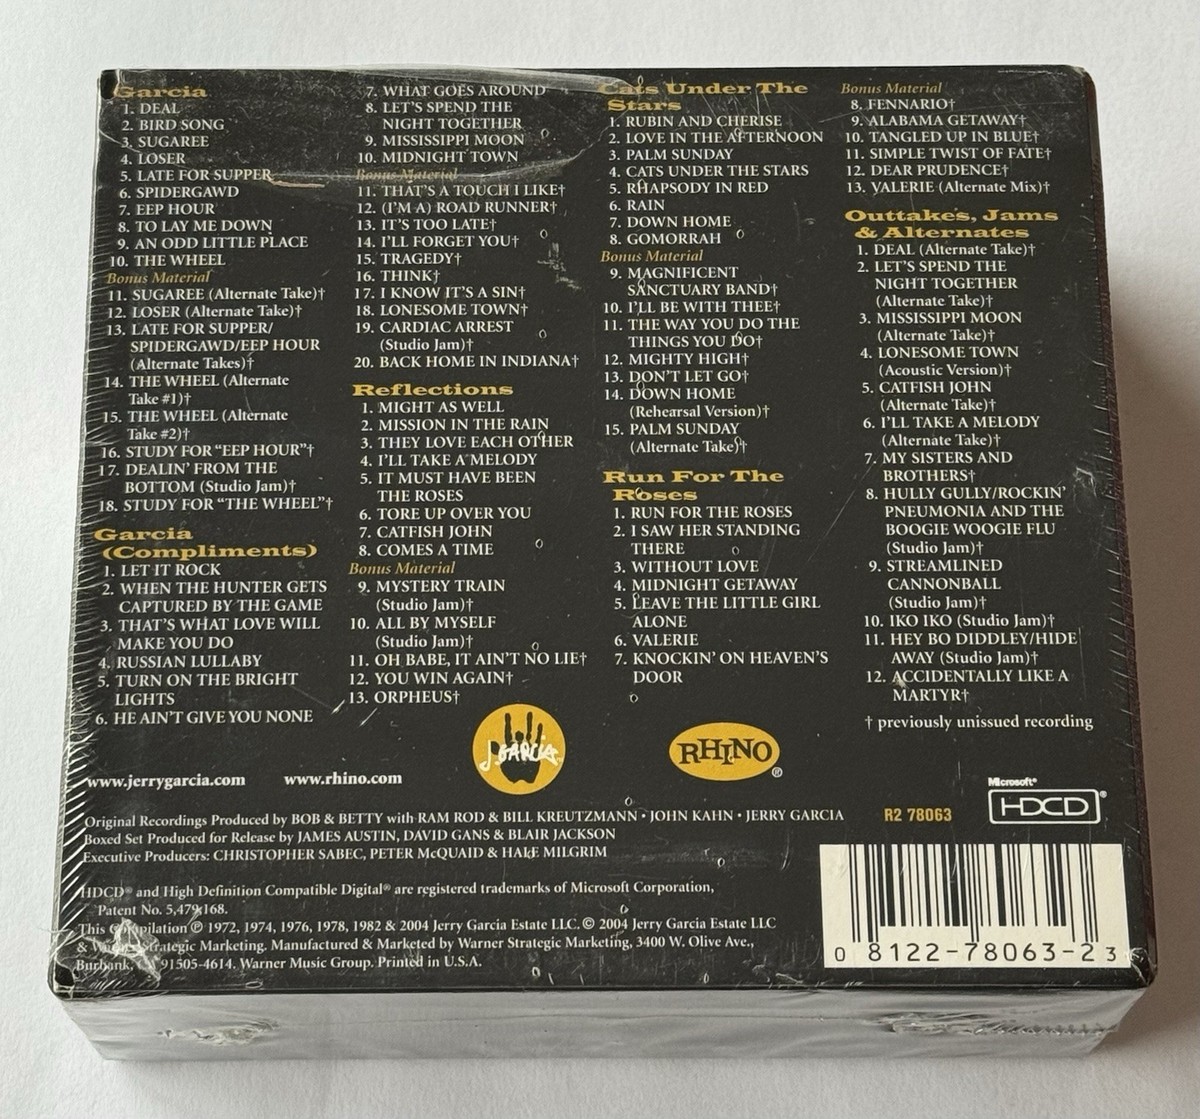 Garcia
1. DEAL
2. BIRD SONG
3. SUGAREE
4. LOSER
5. LATE FOR SUPPER
6. SPIDERGAWD
7. EEP HOUR
8. TO LAY ME DOWN
9. AN ODD LITTLE PLACE
10. THE WHEEL
Bonus Material
11. SUGAREE (Alternate Take)†
12. LOSER (Alternate Take)†
13. LATE FOR SUPPER/
SPIDERGAWD/EEP HOUR
(Alternate Takes)†
14. THE WHEEL (Alternate
Take #1)†
15. THE WHEEL (Alternate
Take #2)†
16. STUDY FOR “EEP HOUR”†
17. DEALIN’ FROM THE
BOTTOM (Studio Jam)†
18. STUDY FOR “THE WHEEL”†
Garcia
(Compliments)
1. LET IT ROCK
2. WHEN THE HUNTER GETS
CAPTURED BY THE GAME
3. THAT’S WHAT LOVE WILL
MAKE YOU DO
4. RUSSIAN LULLABY
5. TURN ON THE BRIGHT
LIGHTS
6. HE AIN’T GIVE YOU NONE
7. WHAT GOES AROUND
8. LET’S SPEND THE
NIGHT TOGETHER
9. MISSISSIPPI MOON
10. MIDNIGHT TOWN
Bonus Material
11. THAT’S A TOUCH I LIKE†
12. (I’M A) ROAD RUNNER†
13. IT’S TOO LATE†
14. I’LL FORGET YOU†
15. TRAGEDY†
16. THINK†
17. I KNOW IT’S A SIN†
18. LONESOME TOWN†
19. CARDIAC ARREST
(Studio Jam)†
20. BACK HOME IN INDIANA†
Reflections
1. MIGHT AS WELL
2. MISSION IN THE RAIN
3. THEY LOVE EACH OTHER
4. I’LL TAKE A MELODY
5. IT MUST HAVE BEEN
THE ROSES
6. TORE UP OVER YOU
7. CATFISH JOHN
8. COMES A TIME
Bonus Material
9. MYSTERY TRAIN
(Studio Jam)†
10. ALL BY MYSELF
(Studio Jam)†
11. OH BABE, IT AIN’T NO LIE†
12. YOU WIN AGAIN†
13. ORPHEUS†
Cats Under The
Stars
1. RUBIN AND CHERISE
2. LOVE IN THE AFTERNOON
3. PALM SUNDAY
4. CATS UNDER THE STARS
5. RHAPSODY IN RED
6. RAIN
7. DOWN HOME
8. GOMORRAH
Bonus Material
9. MAGNIFICENT
SANCTUARY BAND†
10. I’LL BE WITH THEE†
11. THE WAY YOU DO THE
THINGS YOU DO†
12. MIGHTY HIGH†
13. DON’T LET GO†
14. DOWN HOME
(Rehearsal Version)†
15. PALM SUNDAY
(Alternate Take)†
Run For The
Roses
1. RUN FOR THE ROSES
2. I SAW HER STANDING
THERE
3. WITHOUT LOVE
4. MIDNIGHT GETAWAY
5. LEAVE THE LITTLE GIRL
ALONE
6. VALERIE
7. KNOCKIN’ ON HEAVEN’S
DOOR
Bonus Material
8. FENNARIO†
9. ALABAMA GETAWAY†
10. TANGLED UP IN BLUE†
11. SIMPLE TWIST OF FATE†
12. DEAR PRUDENCE†
13. VALERIE (Alternate Mix)†
Outtakes, Jams
& Alternates
1. DEAL (Alternate Take)†
2. LET’S SPEND THE
NIGHT TOGETHER
(Alternate Take)†
3. MISSISSIPPI MOON
(Alternate Take)†
4. LONESOME TOWN
(Acoustic Version)†
5. CATFISH JOHN
(Alternate Take)†
6. I’LL TAKE A MELODY
(Alternate Take)†
7. MY SISTERS AND
BROTHERS†
8. HULLY GULLY/ROCKIN’
PNEUMONIA AND THE
BOOGIE WOOGIE FLU
(Studio Jam)†
9. STREAMLINED
CANNONBALL
(Studio Jam)†
10. IKO IKO (Studio Jam)†
11. HEY BO DIDDLEY/HIDE
AWAY (Studio Jam)†
12. ACCIDENTALLY LIKE A
MARTYR†
† previously unissued recording
J. GARCIA
RHINO®
www.jerrygarcia.com www.rhino.com
Microsoft®
HDCD®
Original Recordings Produced by BOB & BETTY with RAM ROD & BILL KREUTZMANN • JOHN KAHN • JERRY GARCIA
R2 78063
Boxed Set Produced for Release by JAMES AUSTIN, DAVID GANS & BLAIR JACKSON
Executive Producers: CHRISTOPHER SABEC, PETER McQUAID & HALE MILGRIM
HDCD® and High Definition Compatible Digital® are registered trademarks of Microsoft Corporation,
Patent No. 5,479,168.
This Compilation ℗ 1972, 1974, 1976, 1978, 1982 & 2004 Jerry Garcia Estate LLC. © 2004 Jerry Garcia Estate LLC
& Warner Strategic Marketing. Manufactured & Marketed by Warner Strategic Marketing, 3400 W. Olive Ave.,
Burbank, CA 91505-4614. Warner Music Group. Printed in U.S.A.
0 8122-78063-2 3